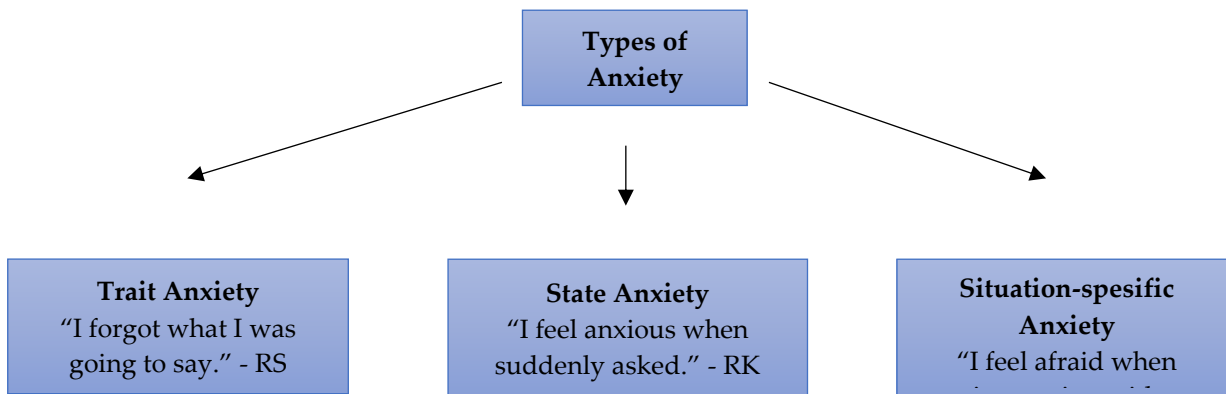 Types of
Anxiety
Trait Anxiety
“I forgot what I was
going to say.” - RS
State Anxiety
“I feel anxious when
suddenly asked.” - RK
Situation-spesific
Anxiety
“I feel afraid when